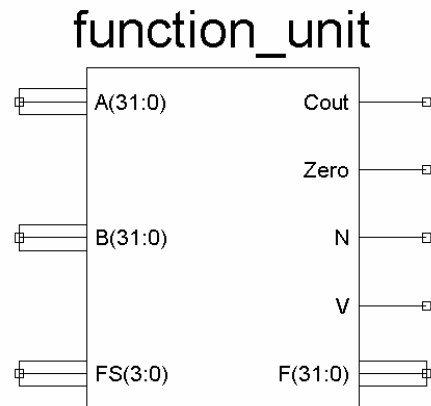 function_unit
A(31:0) Cout
Zero
B(31:0) N
V
FS(3:0) F(31:0)